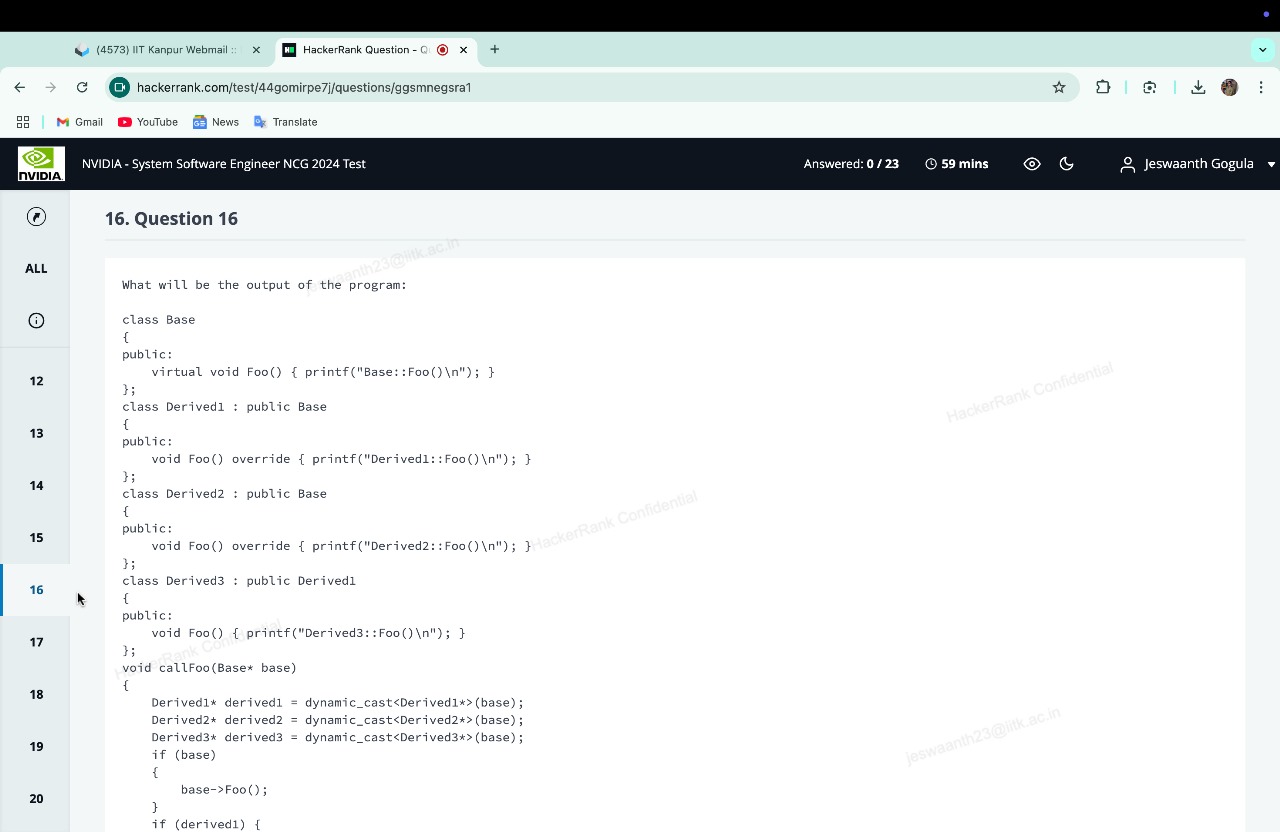 (4573) IIT Kanpur Webmail ::
HackerRank Question - Q
hackerrank.com/test/44gomirpe7j/questions/ggsmnegsra1
Gmail
YouTube
News
Translate
NVIDIA
NVIDIA - System Software Engineer NCG 2024 Test
Answered: 0 / 23
59 mins
Jeswaanth Gogula
ALL
12
13
14
15
16
17
18
19
20
16. Question 16
What will be the output of the program:
class Base
{
public:
virtual void Foo() { printf("Base::Foo()\n"); }
};
class Derived1 : public Base
{
public:
void Foo() override { printf("Derived1::Foo()\n"); }
};
class Derived2 : public Base
{
public:
void Foo() override { printf("Derived2::Foo()\n"); }
};
class Derived3 : public Derived1
{
public:
void Foo() { printf("Derived3::Foo()\n"); }
};
void callFoo(Base* base)
{
Derived1* derived1 = dynamic_cast<Derived1*>(base);
Derived2* derived2 = dynamic_cast<Derived2*>(base);
Derived3* derived3 = dynamic_cast<Derived3*>(base);
if (base)
{
base->Foo();
}
if (derived1) {
jeswaanth23@iitk.ac.in
HackerRank Confidential
HackerRank Confidential
HackerRank Confidential
jeswaanth23@iitk.ac.in